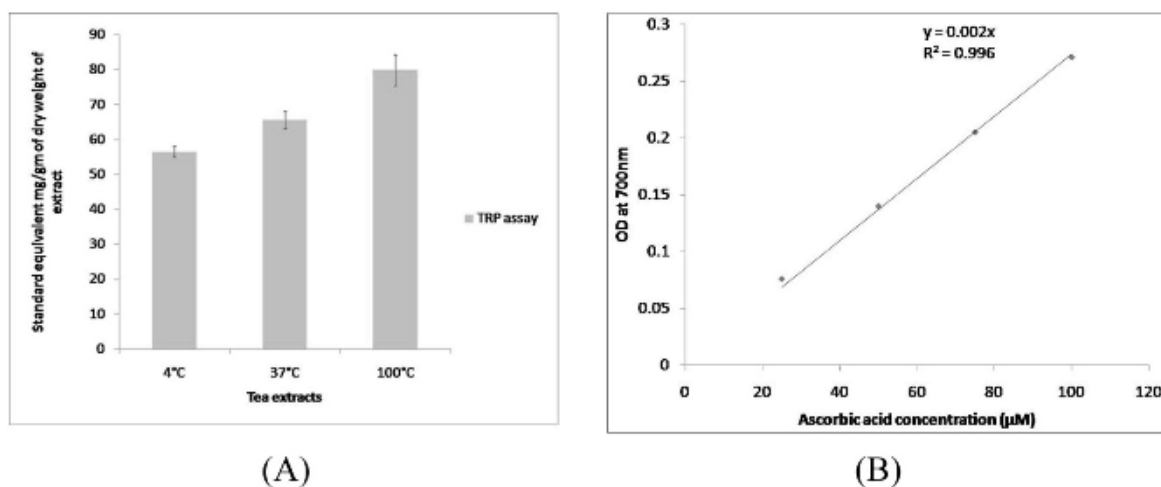 90
80
70
60
50
40
30
20
10
0
Standard equivalent mg/gm of dry weight of
extract
4°C 37°C 100°C
Tea extracts
TRP assay
(A)
y = 0.002x
R² = 0.996
0.3
0.25
0.2
0.15
0.1
0.05
0
OD at 700nm
0 20 40 60 80 100 120
Ascorbic acid concentration (µM)
(B)